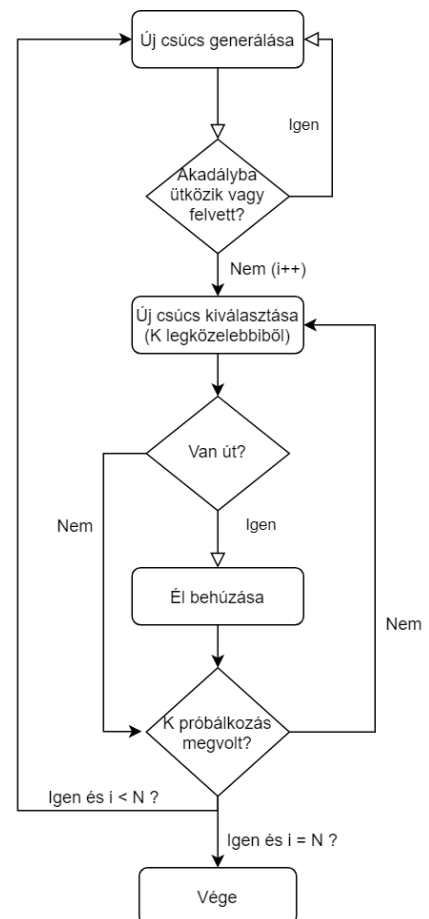 Új csúcs generálása
Igen
Akadályba
ütközik vagy
felvett?
Nem (i++)
Új csúcs kiválasztása
(K legközelebbiből)
Van út?
Nem
Igen
Él behúzása
Nem
K próbálkozás
megvolt?
Igen és i < N ?
Igen és i = N ?
Vége